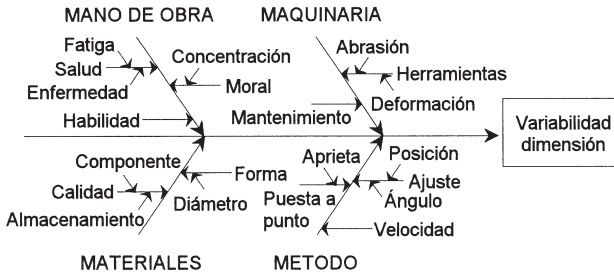 MANO DE OBRA
MAQUINARIA
Fatiga
Salud
Enfermedad
Concentración
Moral
Habilidad
Abrasión
Herramientas
Deformación
Mantenimiento
Variabilidad
dimensión
Componente
Calidad
Almacenamiento
Forma
Diámetro
Aprieta
Puesta a
punto
Posición
Ajuste
Ángulo
Velocidad
MATERIALES
METODO